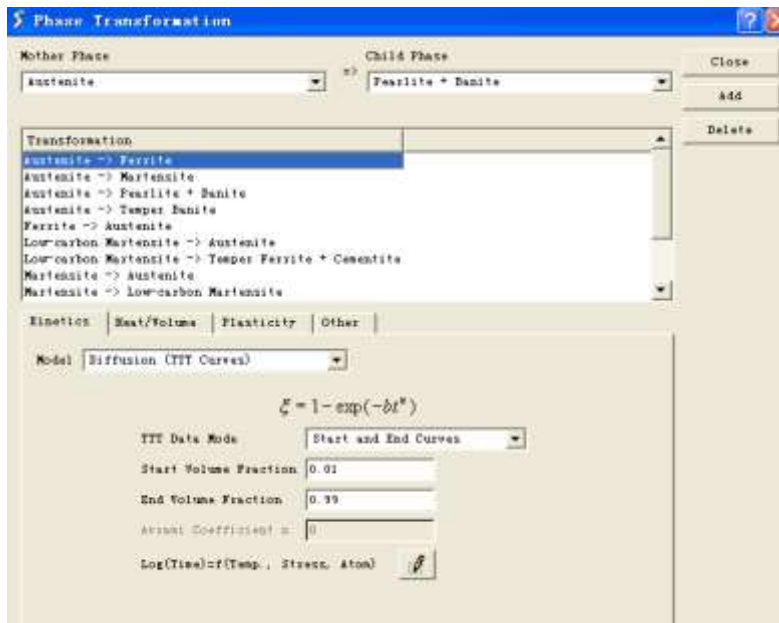 Phase Transformation
Mother Phase
=>
Child Phase
Close
Austenite
Pearlite + Banite
Add
Delete
Transformation
Austenite -> Ferrite
Austenite -> Martensite
Austenite -> Pearlite + Banite
Austenite -> Temper Banite
Ferrite -> Austenite
Low-carbon Martensite -> Austenite
Low-carbon Martensite -> Temper Ferrite + Cementite
Martensite -> Austenite
Martensite -> Low-carbon Martensite
Kinetics Heat/Volume Plasticity Other
Model Diffusion (TTT Curves)
ξ = 1 - exp(-btⁿ)
TTT Data Mode Start and End Curves
Start Volume Fraction 0.01
End Volume Fraction 0.99
Avrami Coefficient n 0
Log(Time)=f(Temp., Stress, Atom)